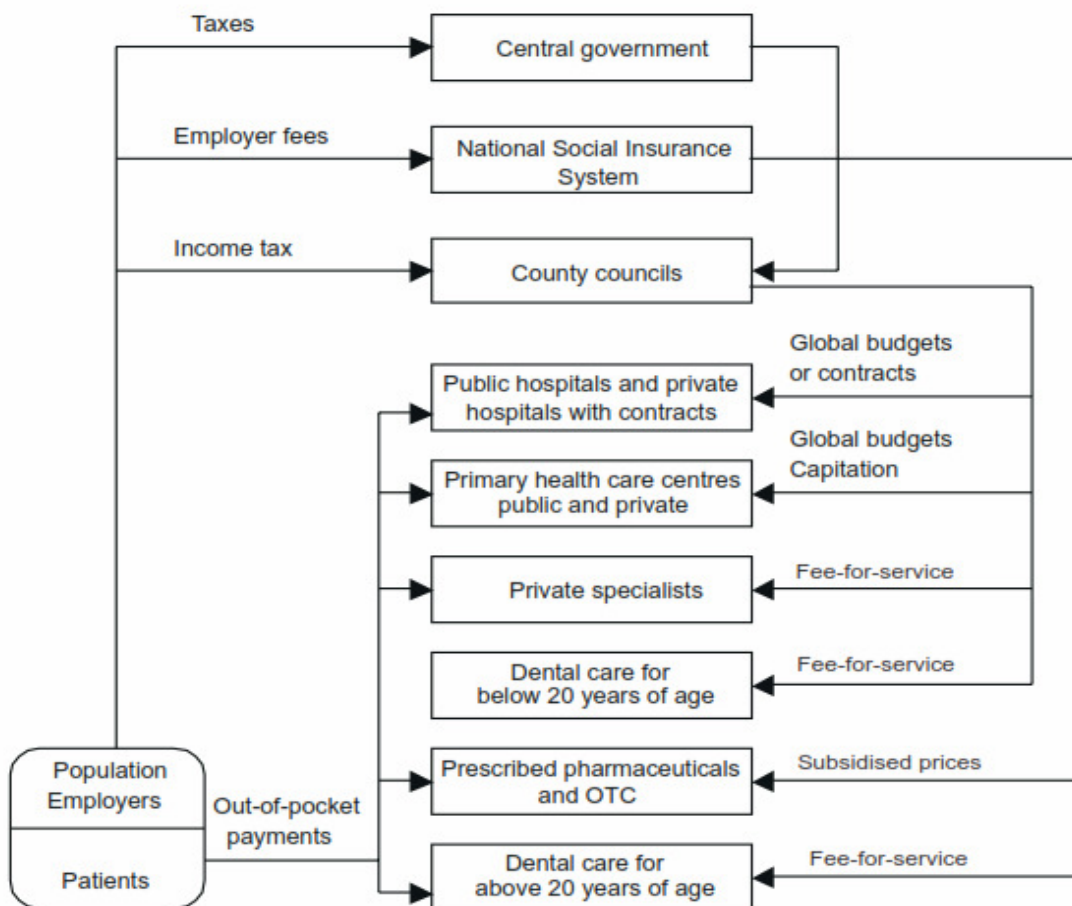 Taxes
Central government
Employer fees
National Social Insurance
System
Income tax
County councils
Global budgets
or contracts
Public hospitals and private
hospitals with contracts
Global budgets
Capitation
Primary health care centres
public and private
Fee-for-service
Private specialists
Fee-for-service
Dental care for
below 20 years of age
Population
Employers
Patients
Out-of-pocket
payments
Prescribed pharmaceuticals
and OTC
Subsidised prices
Dental care for
above 20 years of age
Fee-for-service